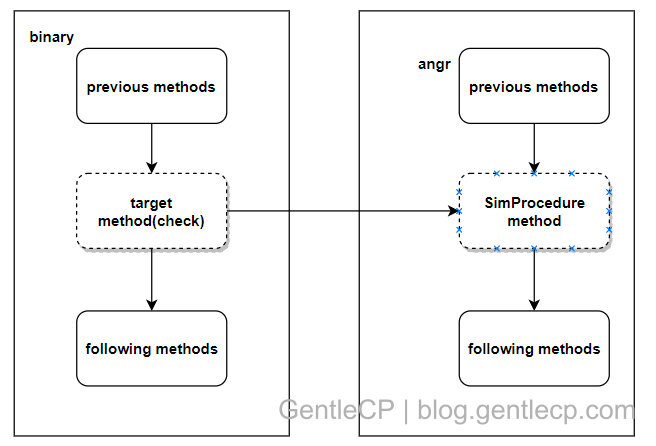 binary
previous methods
target
method(check)
following methods
angr
previous methods
SimProcedure
method
following methods
GentleCP | blog.gentlecp.com